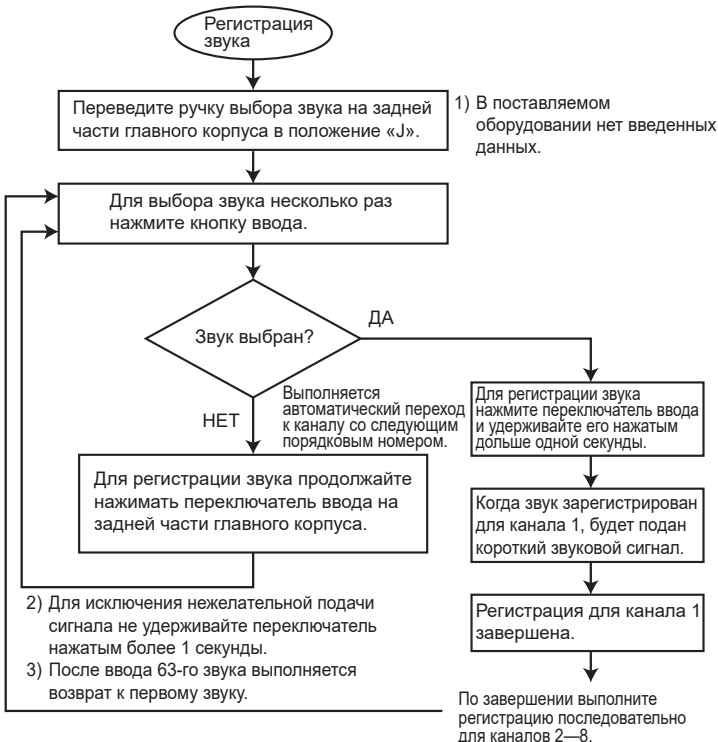 Регистрация
звука
Переведите ручку выбора звука на задней
части главного корпуса в положение «J».
1) В поставляемом
оборудовании нет введенных
данных.
Для выбора звука несколько раз
нажмите кнопку ввода.
Звук выбран?
ДА
НЕТ
Выполняется
автоматический переход
к каналу со следующим
порядковым номером.
Для регистрации звука
нажмите переключатель ввода
и удерживайте его нажатым
дольше одной секунды.
Для регистрации звука продолжайте
нажимать переключатель ввода на
задней части главного корпуса.
Когда звук зарегистрирован
для канала 1, будет подан
короткий звуковой сигнал.
2) Для исключения нежелательной подачи
сигнала не удерживайте переключатель
нажатым более 1 секунды.
3) После ввода 63-го звука выполняется
возврат к первому звуку.
Регистрация для канала 1
завершена.
По завершении выполните
регистрацию последовательно
для каналов 2—8.